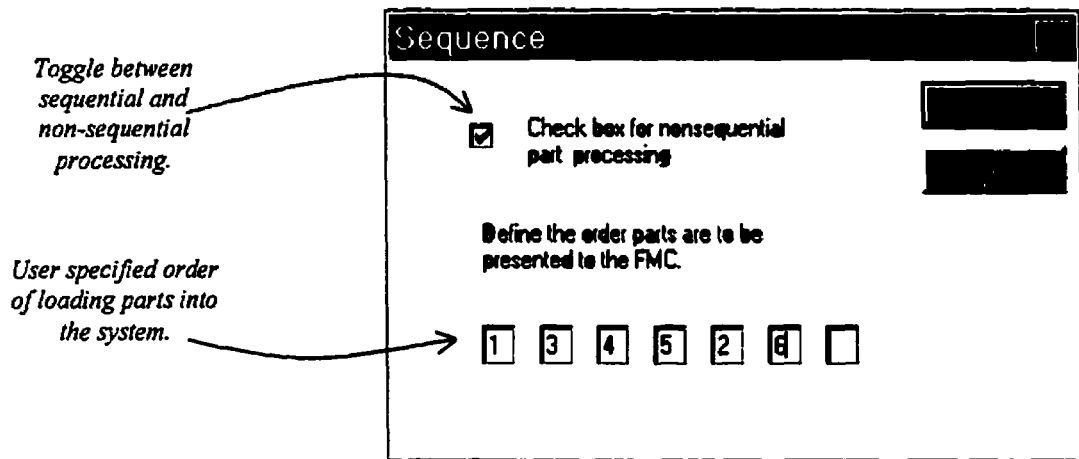 Sequence
Toggle between
sequential and
non-sequential
processing.
Check box for nonsequential
part processing
Define the order parts are to be
presented to the FMC.
User specified order
of loading parts into
the system.
1 3 4 5 2 6